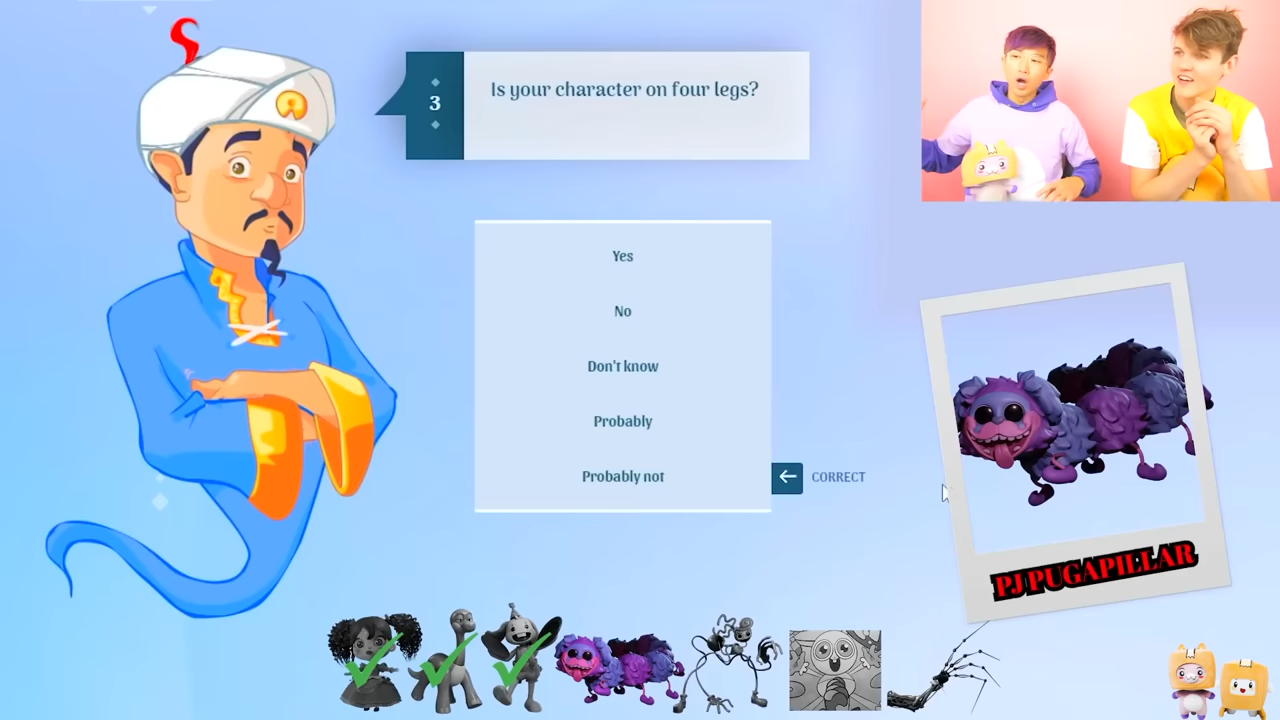 3
Is your character on four legs?
Yes
No
Don't know
Probably
Probably not
CORRECT
PJ PUGAPILLAR